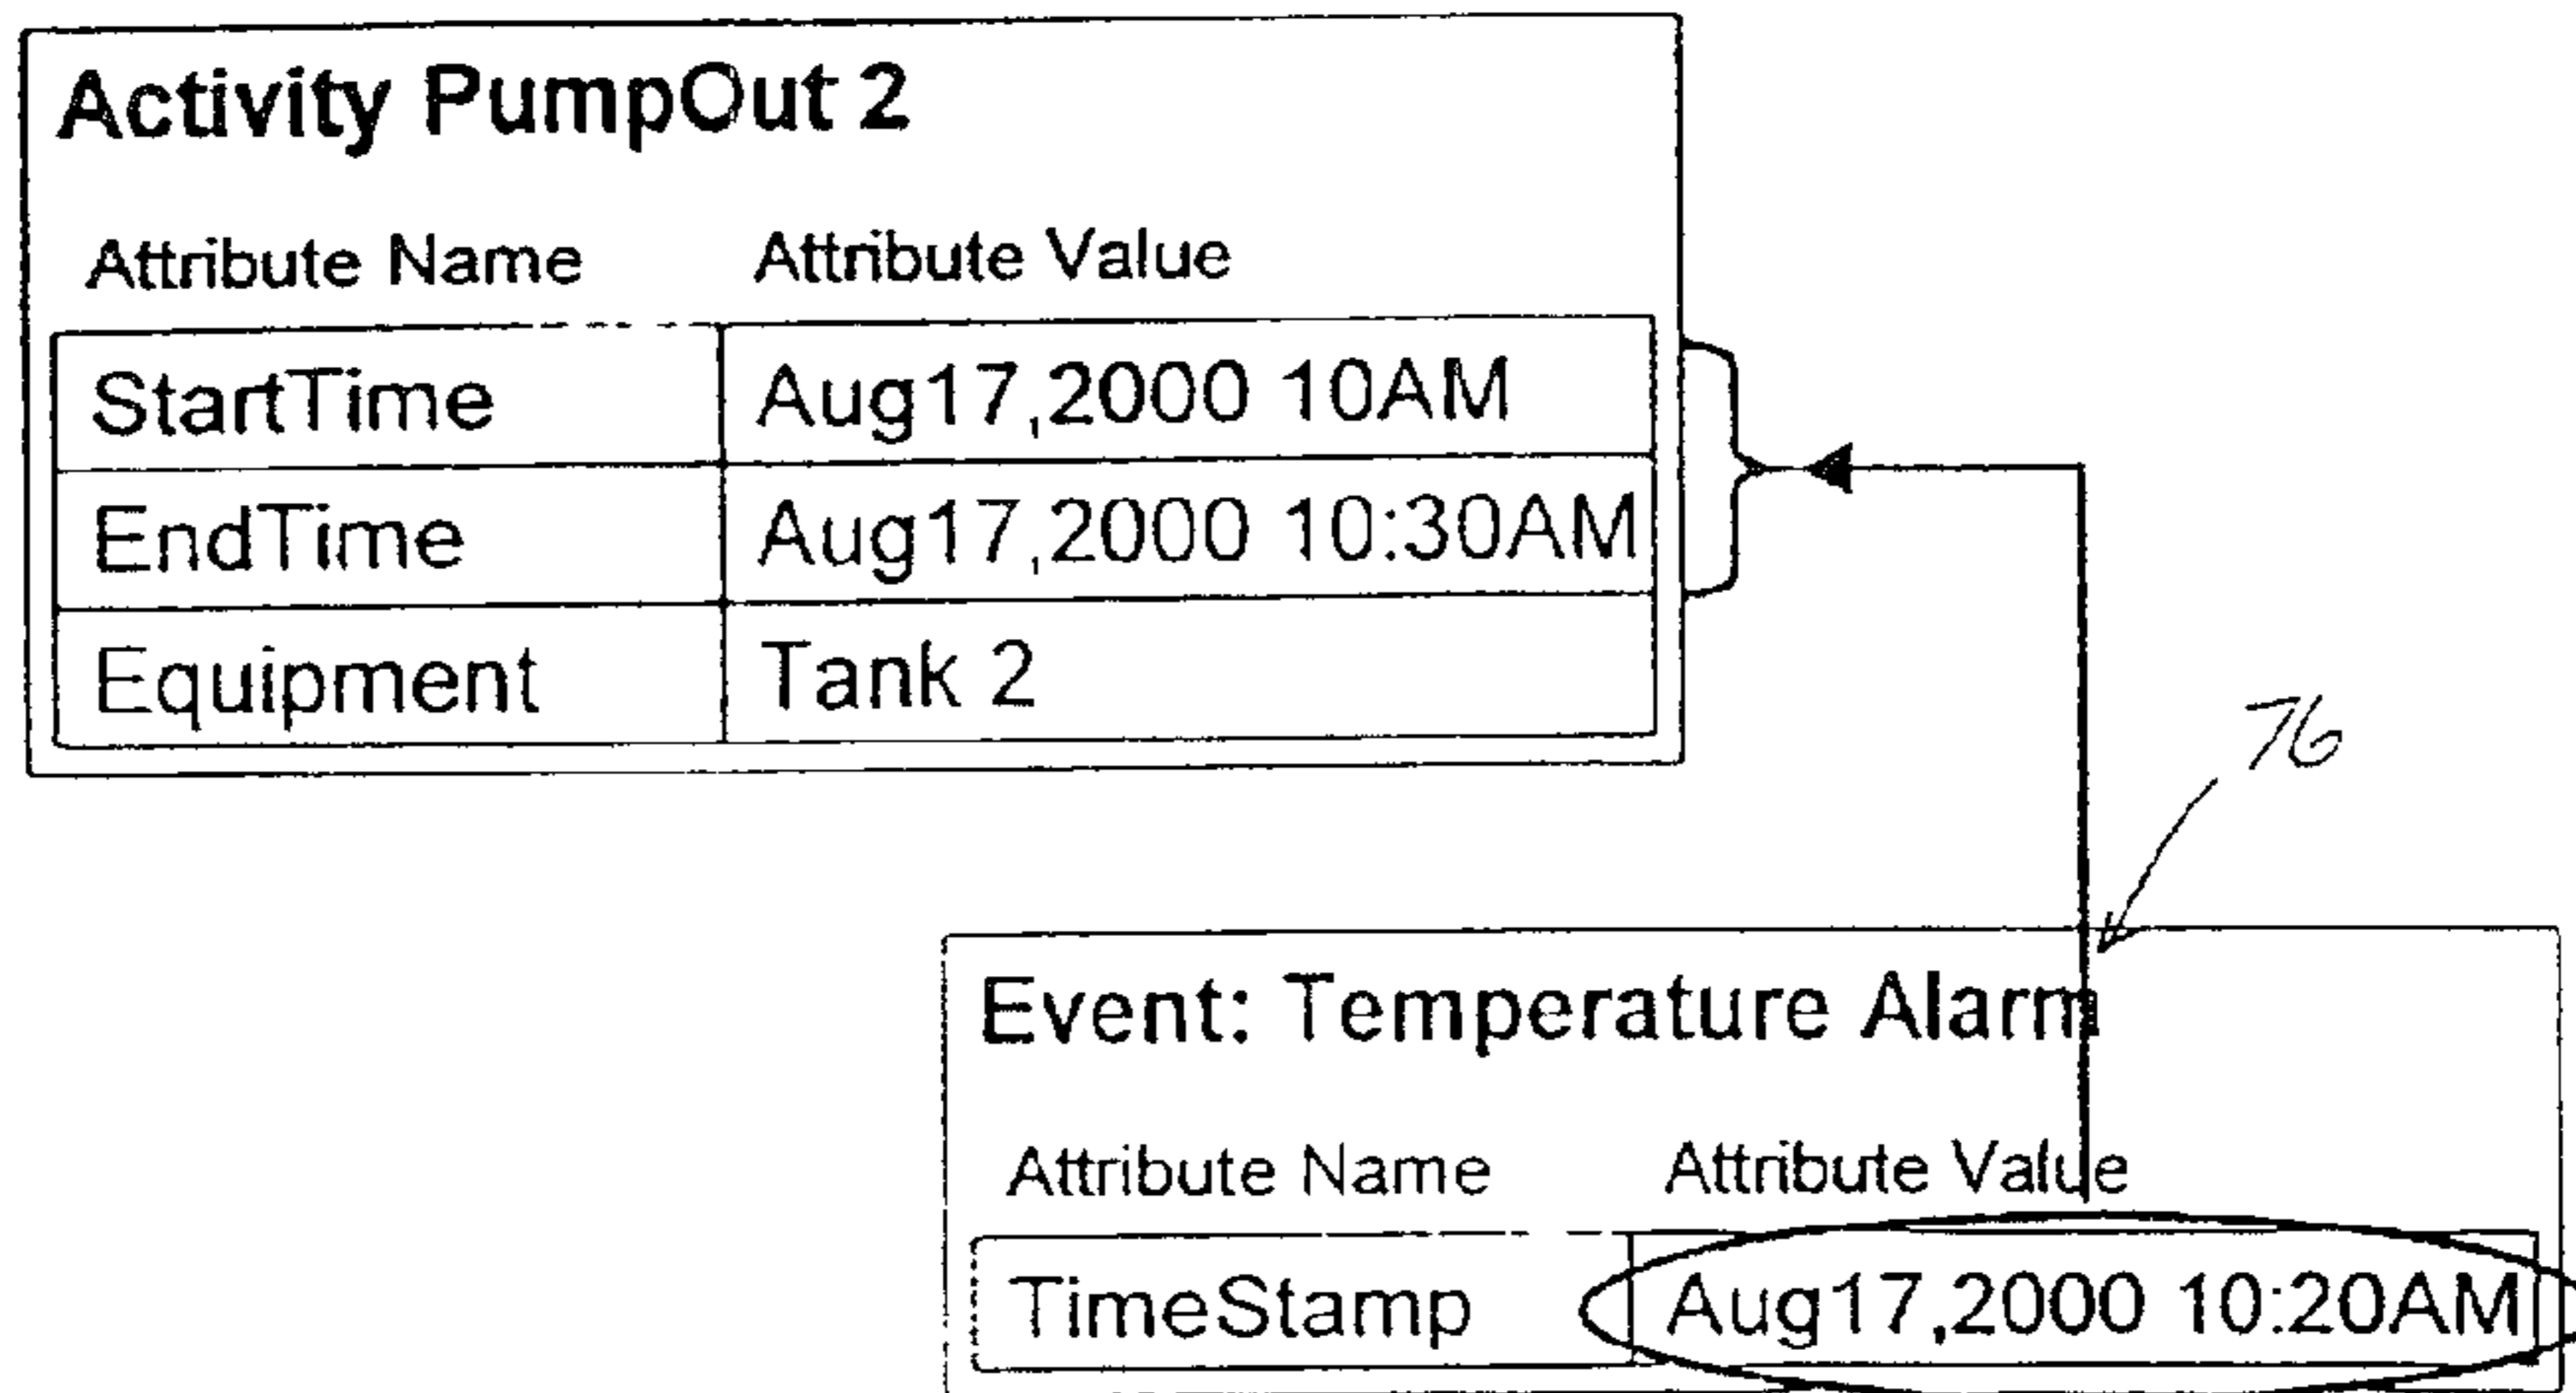 Activity PumpOut 2
Attribute Name Attribute Value
StartTime Aug17,2000 10AM
EndTime Aug17,2000 10:30AM
Equipment Tank 2
76
Event: Temperature Alarm
Attribute Name Attribute Value
TimeStamp Aug17,2000 10:20AM